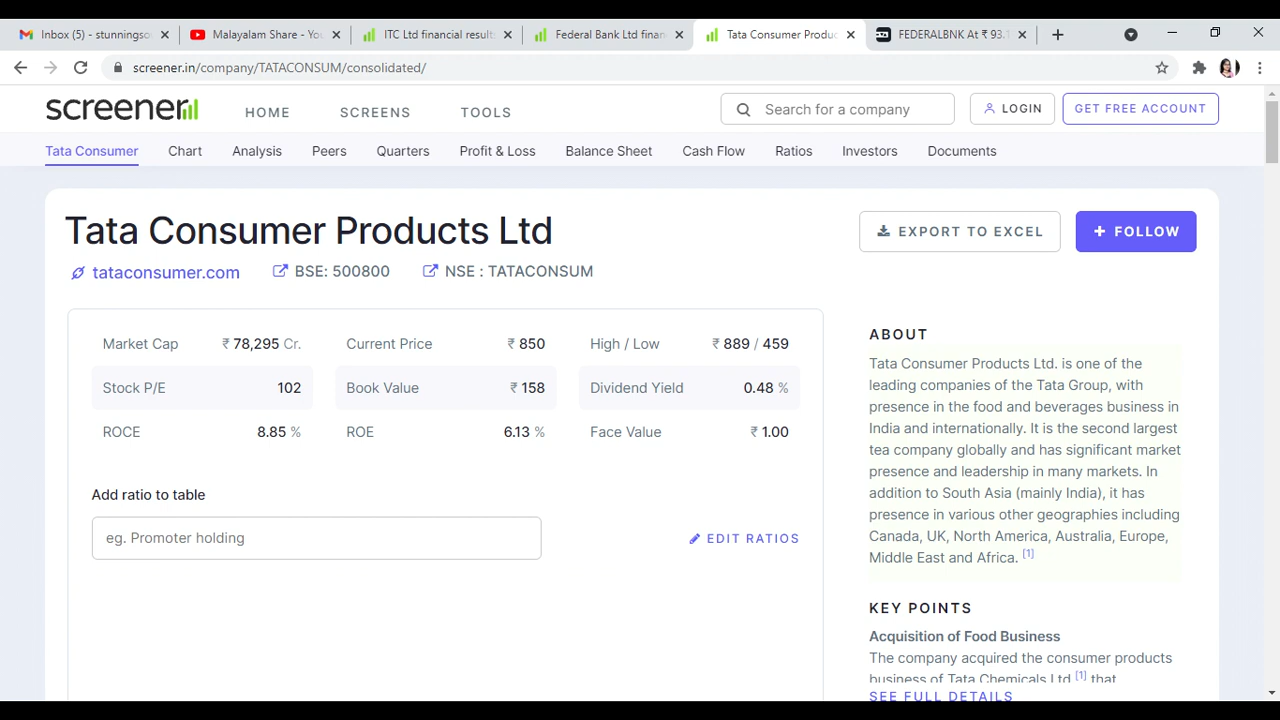 Inbox (5) - stunningso
Malayalam Share - You
ITC Ltd financial result
Federal Bank Ltd finan
Tata Consumer Produc
FEDERALBNK At ₹ 93.1
screener.in/company/TATACONSUM/consolidated/
screener
HOME
SCREENS
TOOLS
Search for a company
LOGIN
GET FREE ACCOUNT
Tata Consumer
Chart
Analysis
Peers
Quarters
Profit & Loss
Balance Sheet
Cash Flow
Ratios
Investors
Documents
Tata Consumer Products Ltd
EXPORT TO EXCEL
+ FOLLOW
tataconsumer.com
BSE: 500800
NSE : TATACONSUM
Market Cap ₹ 78,295 Cr.
Current Price ₹ 850
High / Low ₹ 889 / 459
Stock P/E 102
Book Value ₹ 158
Dividend Yield 0.48 %
ROCE 8.85 %
ROE 6.13 %
Face Value ₹ 1.00
Add ratio to table
eg. Promoter holding
EDIT RATIOS
ABOUT
Tata Consumer Products Ltd. is one of the
leading companies of the Tata Group, with
presence in the food and beverages business in
India and internationally. It is the second largest
tea company globally and has significant market
presence and leadership in many markets. In
addition to South Asia (mainly India), it has
presence in various other geographies including
Canada, UK, North America, Australia, Europe,
Middle East and Africa. [1]
KEY POINTS
Acquisition of Food Business
The company acquired the consumer products
business of Tata Chemicals Ltd [1] that
SEE FULL DETAILS